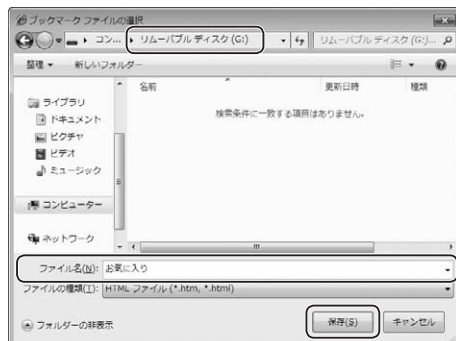 ブックマーク ファイルの選択
コン... リムーバブル ディスク (G:) リムーバブル ディスク (G:)...
整理 新しいフォルダー
名前 更新日時 種類
検索条件に一致する項目はありません。
ライブラリ
ドキュメント
ピクチャ
ビデオ
ミュージック
コンピューター
ネットワーク
ファイル名(N): お気に入り
ファイルの種類(T): HTML ファイル (*.htm, *.html)
フォルダーの非表示 保存(S) キャンセル